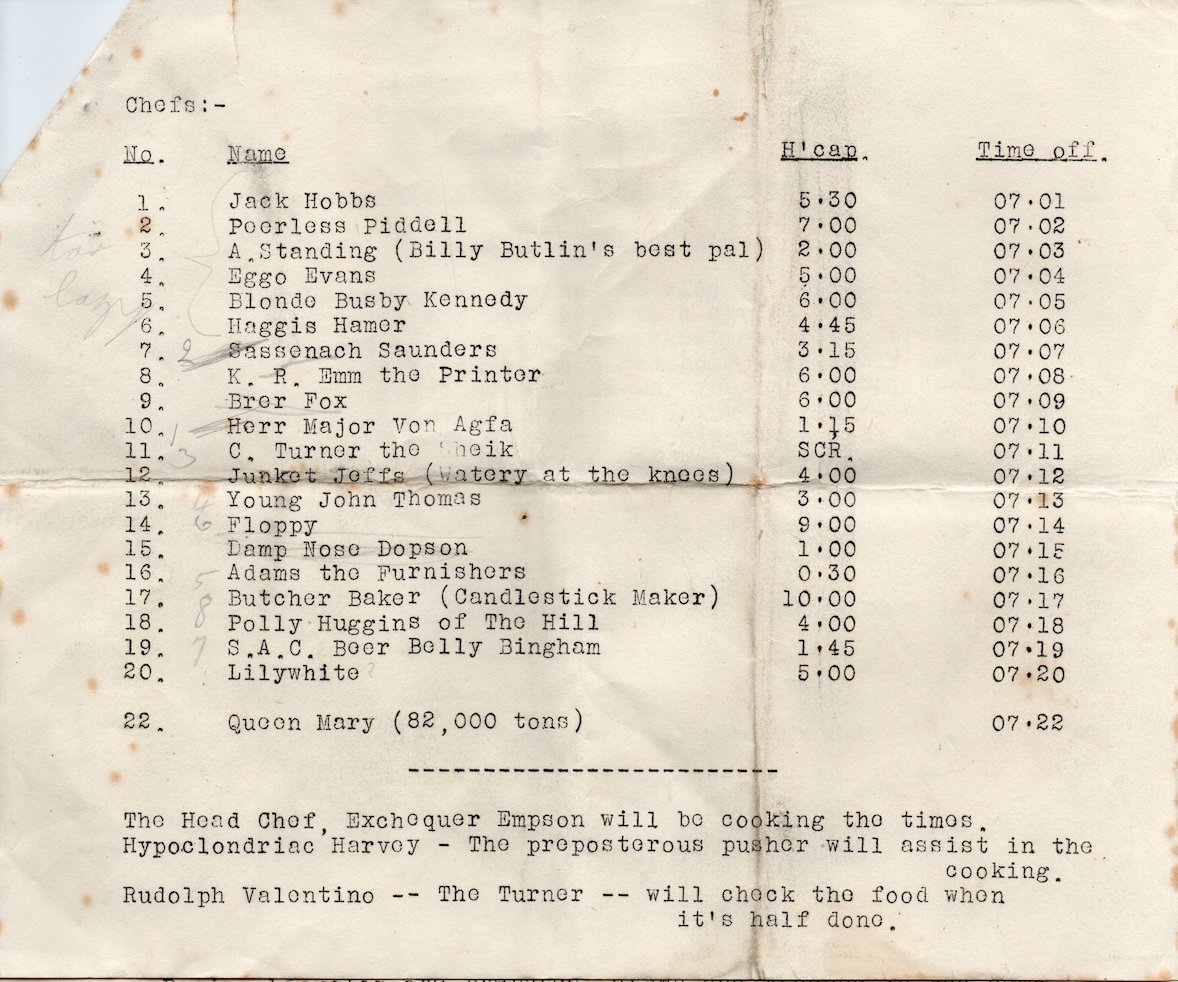 Chefs:-
No. Name H'cap. Time off.
1. Jack Hobbs 5.30 07.01
2. Peerless Piddell 7.00 07.02
3. A.Standing (Billy Butlin's best pal) 2.00 07.03
4. Eggo Evans 5.00 07.04
5. Blonde Busby Kennedy 6.00 07.05
6. Haggis Hamer 4.45 07.06
too
lazy
7. 2 Sassenach Saunders 3.15 07.07
8. K. R. Emm the Printer 6.00 07.08
9. Brer Fox 6.00 07.09
10. 1 Herr Major Von Agfa 1.15 07.10
11. 3 C. Turner the Sheik SCR. 07.11
12. Junket Jeffs (Watery at the knees) 4.00 07.12
13. 4 Young John Thomas 3.00 07.13
14. 6 Floppy 9.00 07.14
15. Damp Nose Dopson 1.00 07.15
16. 5 Adams the Furnishers 0.30 07.16
17. Butcher Baker (Candlestick Maker) 10.00 07.17
18. 8 Polly Huggins of The Hill 4.00 07.18
19. 7 S.A.C. Beer Belly Bingham 1.45 07.19
20. Lilywhite ? 5.00 07.20
22. Queen Mary (82,000 tons) 07.22
------------------------
The Head Chef, Exchequer Empson will be cooking the times.
Hypoclondriac Harvey - The preposterous pusher will assist in the
cooking.
Rudolph Valentino -- The Turner -- will check the food when
it's half done.